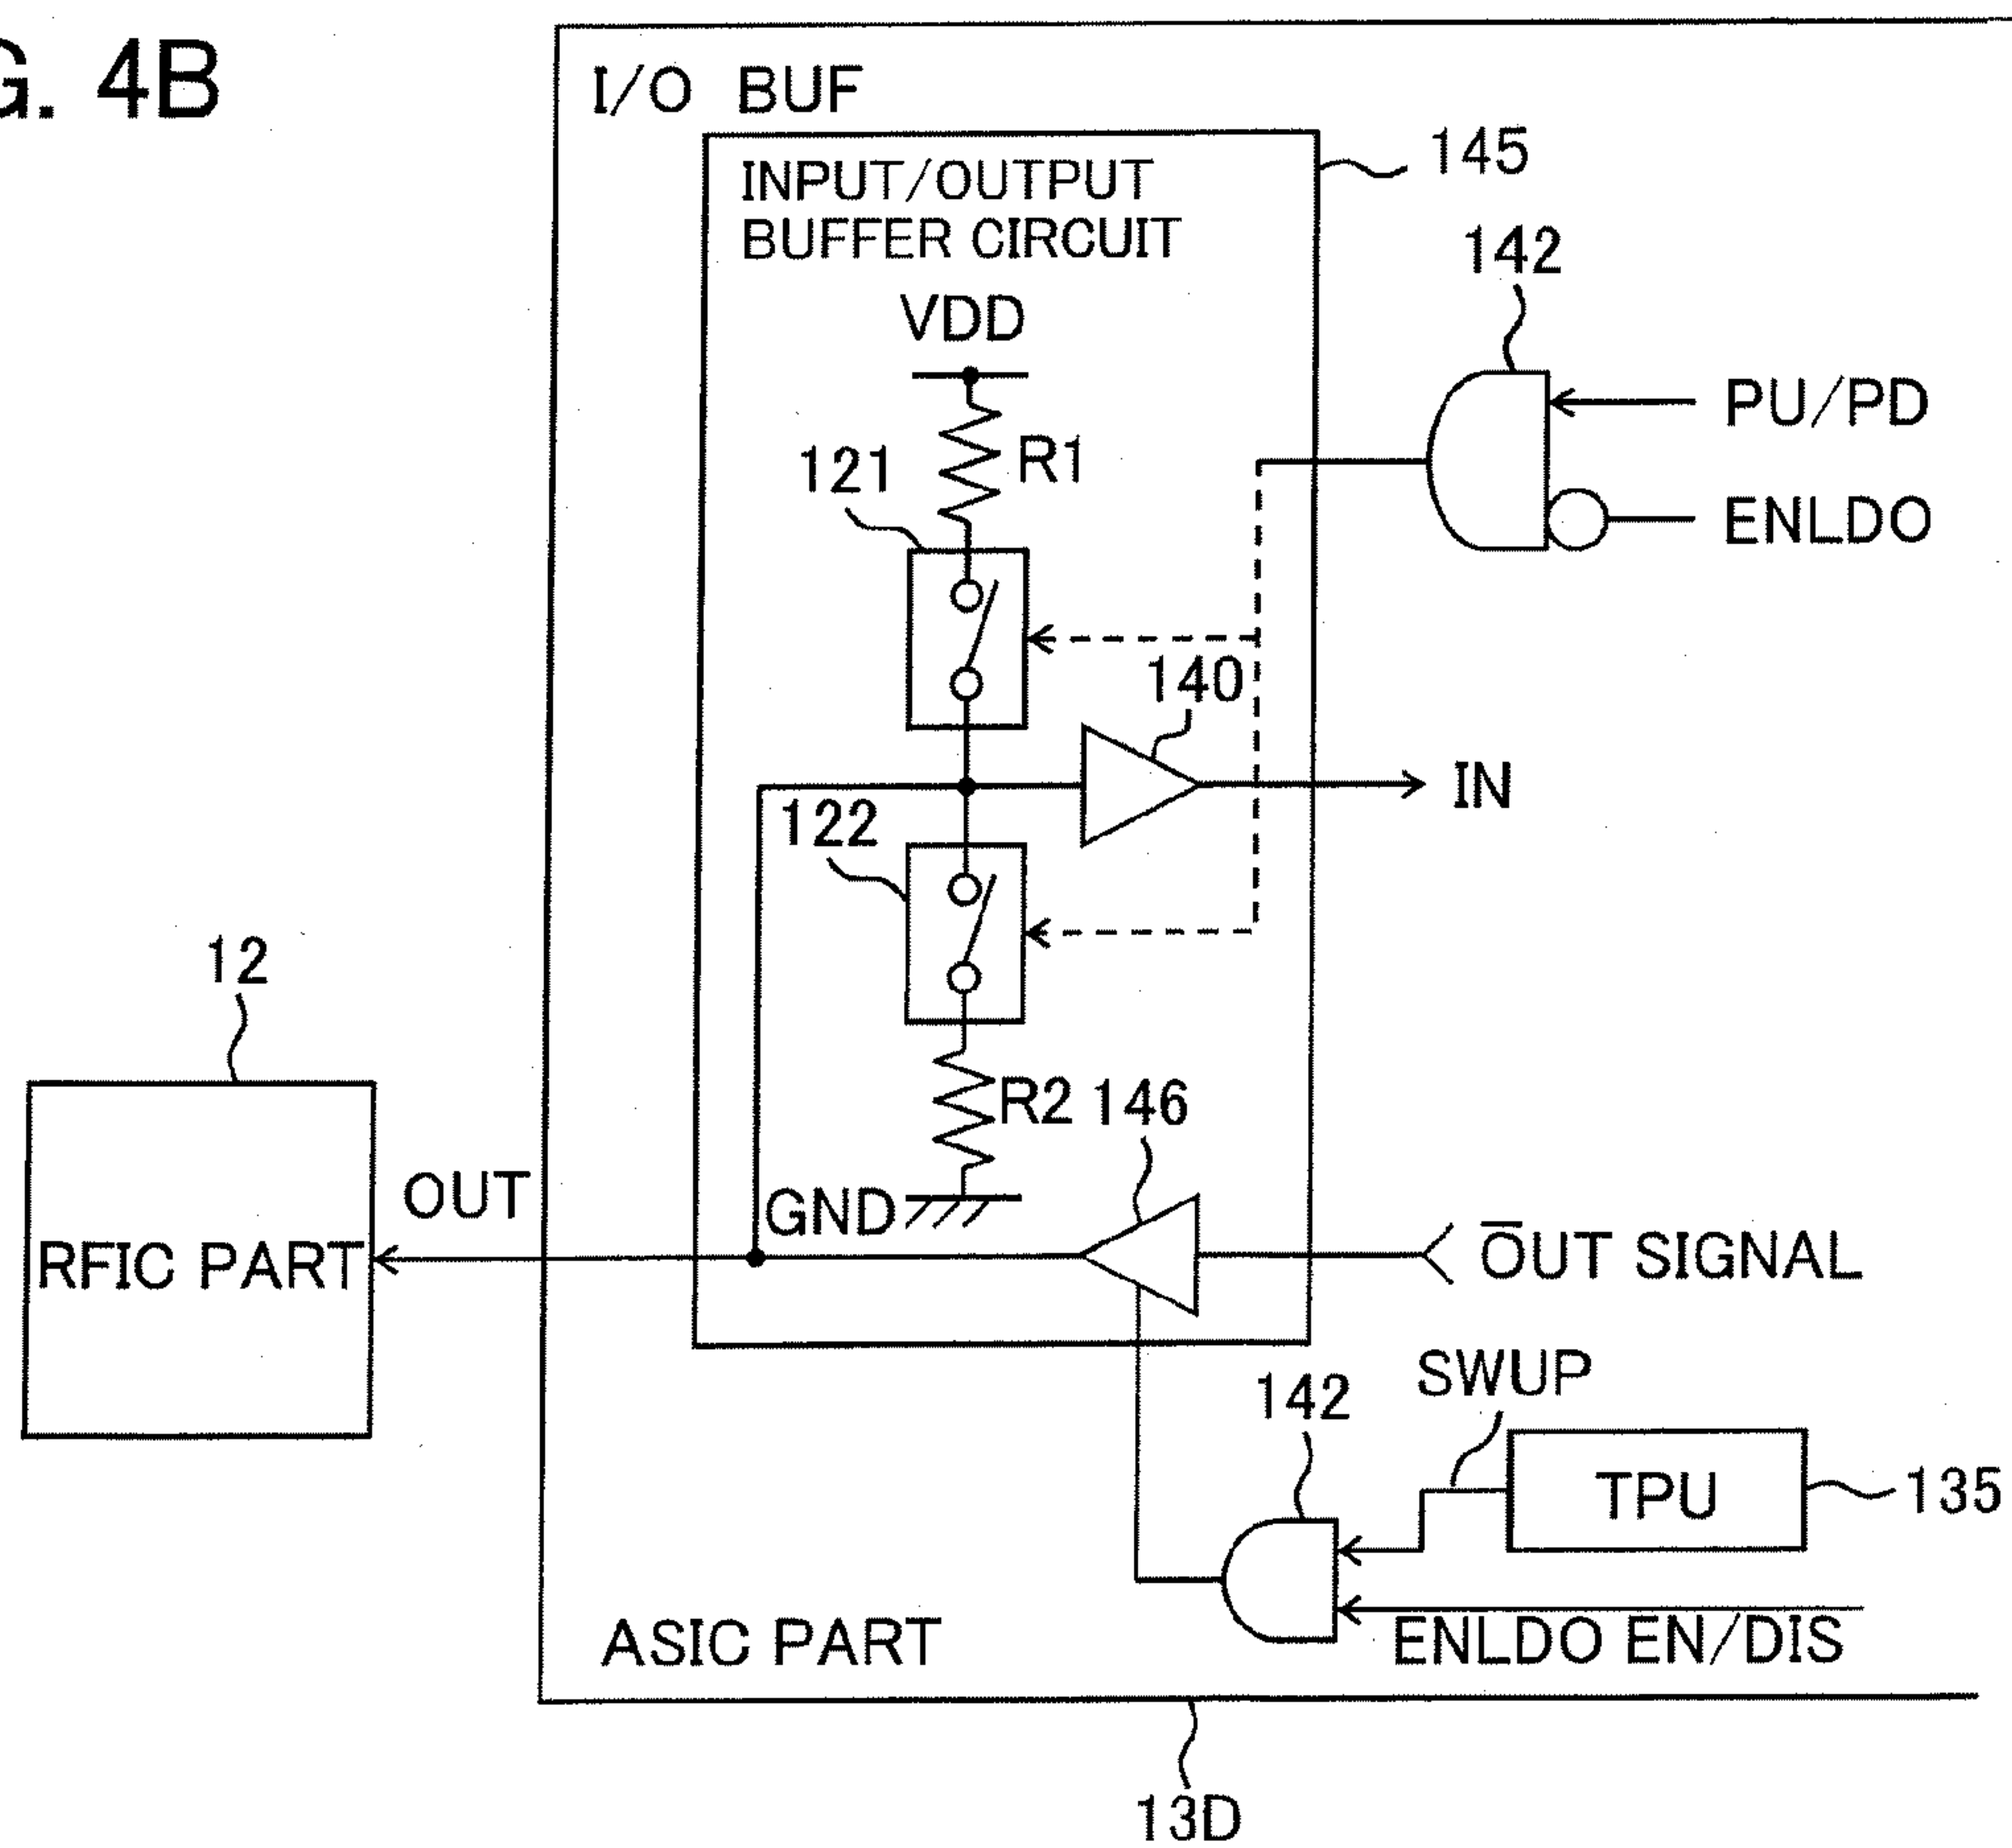 G. 4B
I/O BUF
INPUT/OUTPUT
BUFFER CIRCUIT
145
142
VDD
PU/PD
R1
121
ENLDO
140
IN
122
12
R2
146
OUT
GND
RFIC PART
O̅UT SIGNAL
SWUP
142
TPU
135
ASIC PART
ENLDO EN/DIS
13D